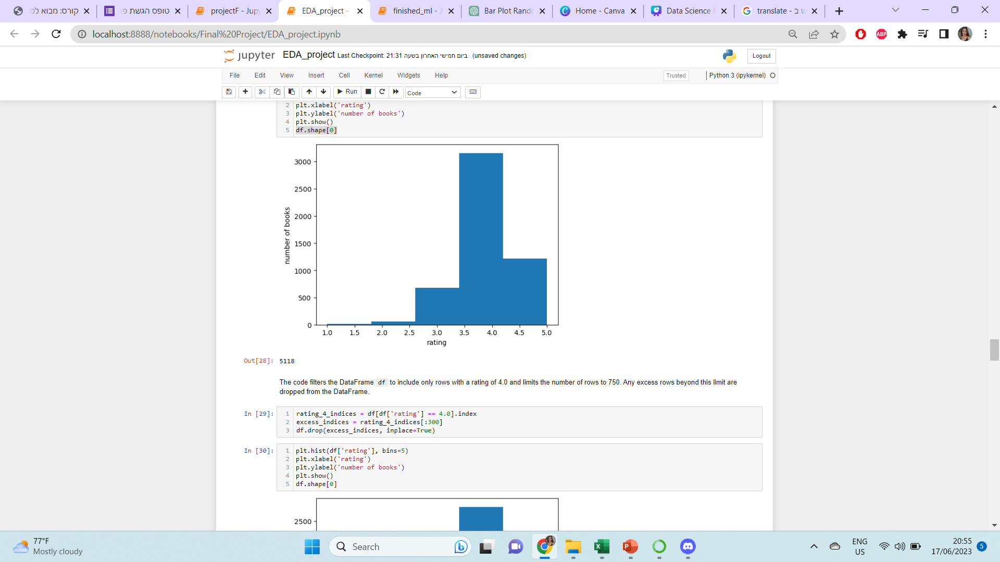 קורס: מבוא למ
טופס הגשת פר
projectF - Jup
EDA_project -
finished_ml - J
Bar Plot Rando
Home - Canva
Data Science P
translate - ש ב
localhost:8888/notebooks/Final%20Project/EDA_project.ipynb
ABP
jupyter EDA_project Last Checkpoint: 21:31 ביום חמישי האחרון בשעה (unsaved changes)
Logout
File Edit View Insert Cell Kernel Widgets Help
Trusted
Python 3 (ipykernel)
Run
Code
2 plt.xlabel('rating')
3 plt.ylabel('number of books')
4 plt.show()
5 df.shape[0]
3000
2500
2000
1500
1000
500
0
number of books
1.0 1.5 2.0 2.5 3.0 3.5 4.0 4.5 5.0
rating
Out[28]: 5118
The code filters the DataFrame df to include only rows with a rating of 4.0 and limits the number of rows to 750. Any excess rows beyond this limit are
dropped from the DataFrame.
In [29]:
1 rating_4_indices = df[df['rating'] == 4.0].index
2 excess_indices = rating_4_indices[:300]
3 df.drop(excess_indices, inplace=True)
In [30]:
1 plt.hist(df['rating'], bins=5)
2 plt.xlabel('rating')
3 plt.ylabel('number of books')
4 plt.show()
5 df.shape[0]
2500
77°F
Mostly cloudy
Search
ENG
US
20:55
17/06/2023
5